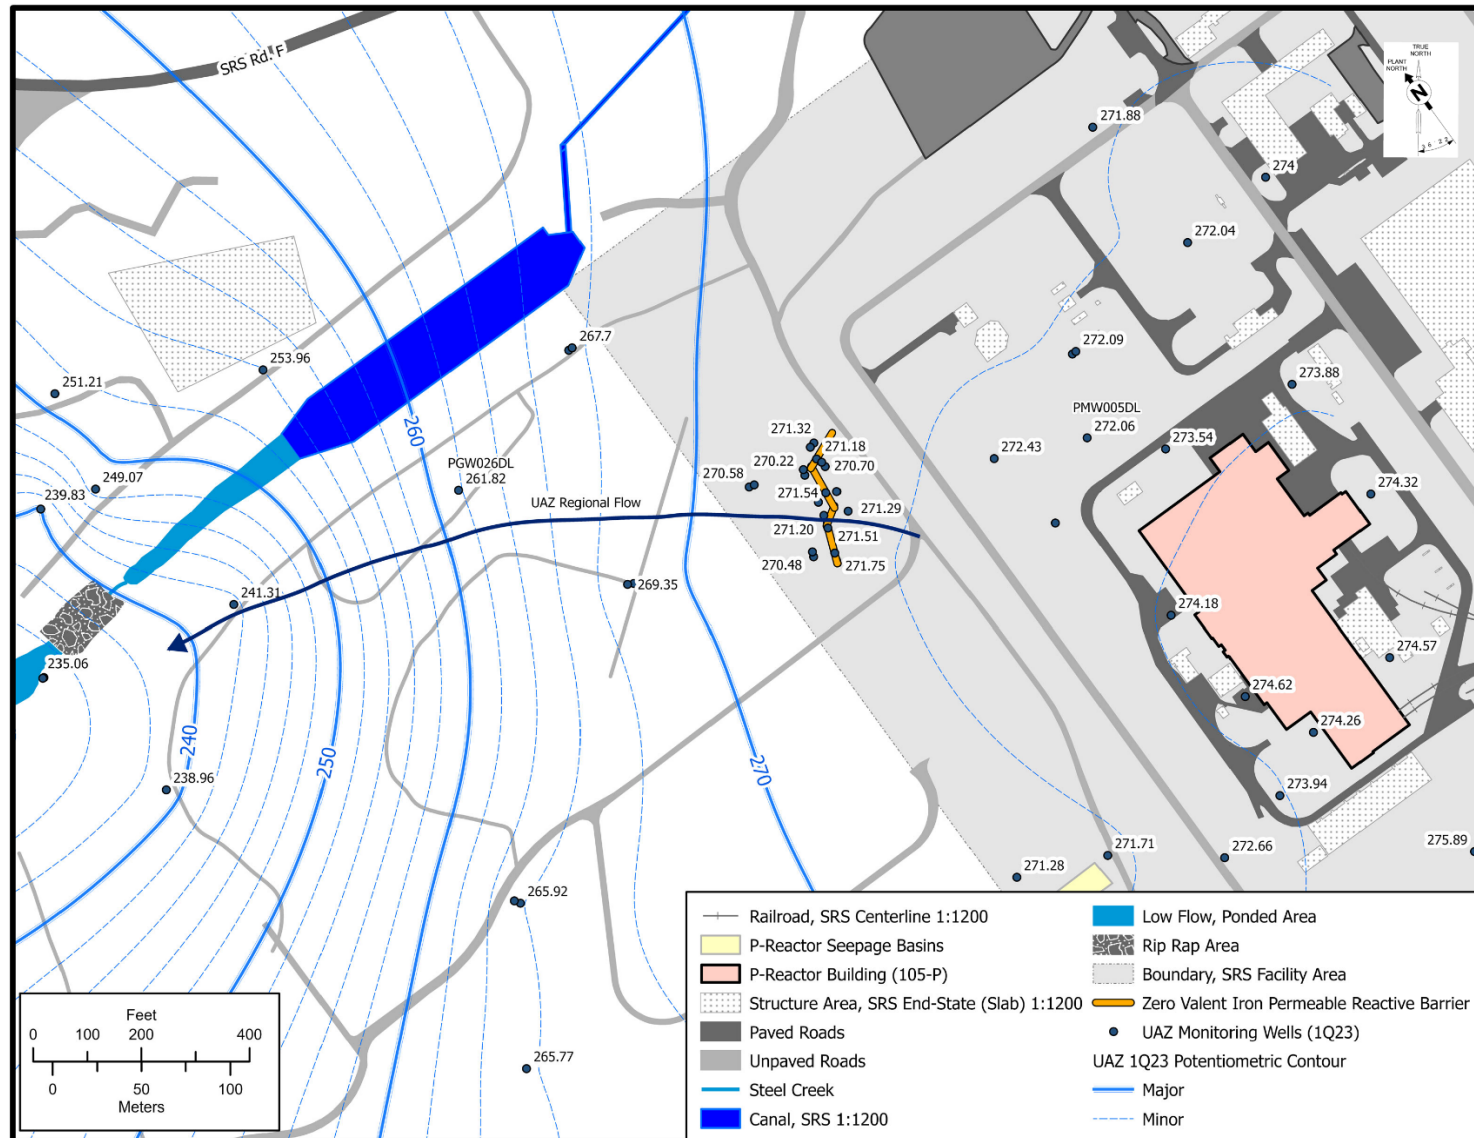 SRS Rd. F
TRUE
NORTH
PLANT
NORTH
N
271.88
274
272.04
267.7
272.09
253.96
251.21
273.88
260
PMW005DL
272.06
271.32
271.18
273.54
272.43
270.22
270.70
PGW026DL
261.82
270.58
249.07
239.83
271.54
274.32
UAZ Regional Flow
271.29
271.20
271.51
270.48
271.75
269.35
241.31
274.18
235.06
274.57
274.62
274.26
240
250
270
238.96
273.94
271.71
272.66
275.89
271.28
265.92
265.77
Feet
0 100 200 400
0 50 100
Meters
Railroad, SRS Centerline 1:1200
P-Reactor Seepage Basins
P-Reactor Building (105-P)
Structure Area, SRS End-State (Slab) 1:1200
Paved Roads
Unpaved Roads
Steel Creek
Canal, SRS 1:1200
Low Flow, Ponded Area
Rip Rap Area
Boundary, SRS Facility Area
Zero Valent Iron Permeable Reactive Barrier
UAZ Monitoring Wells (1Q23)
UAZ 1Q23 Potentiometric Contour
Major
Minor